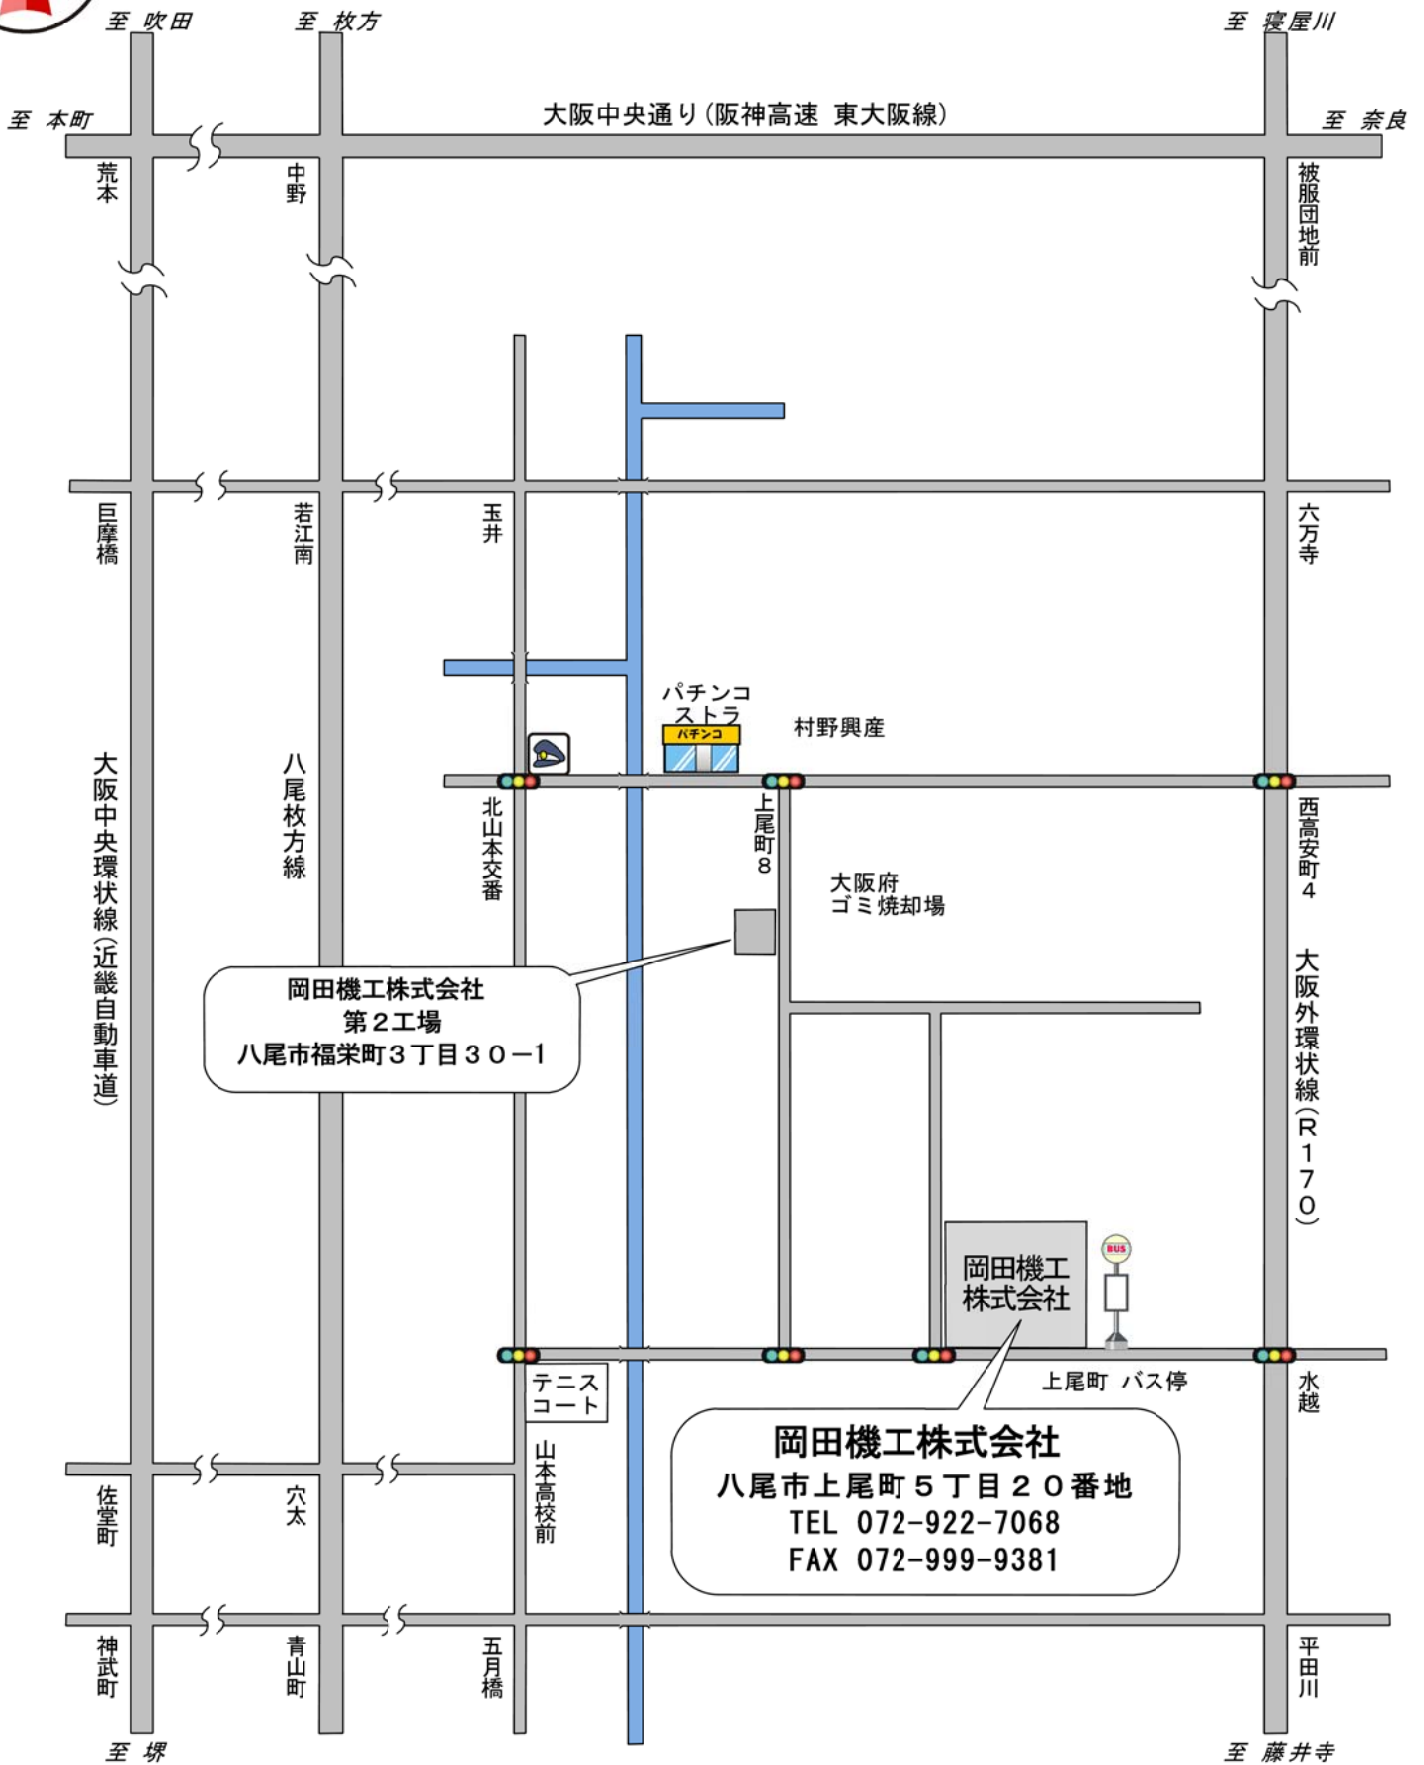 至 吹田
至 枚方
至 寝屋川
至 本町
大阪中央通り(阪神高速 東大阪線)
至 奈良
荒本
中野
被服団地前
巨摩橋
若江南
玉井
六万寺
パチンコ
ストラ
パチンコ
村野興産
大阪中央環状線(近畿自動車道)
八尾枚方線
北山本交番
上尾町8
西高安町4
大阪府
ゴミ焼却場
大阪外環状線(R170)
岡田機工株式会社
第2工場
八尾市福栄町3丁目30-1
岡田機工
株式会社
BUS
テニス
コート
上尾町 バス停
水越
岡田機工株式会社
八尾市上尾町5丁目20番地
TEL 072-922-7068
FAX 072-999-9381
佐堂町
穴太
山本高校前
神武町
青山町
五月橋
平田川
至 堺
至 藤井寺